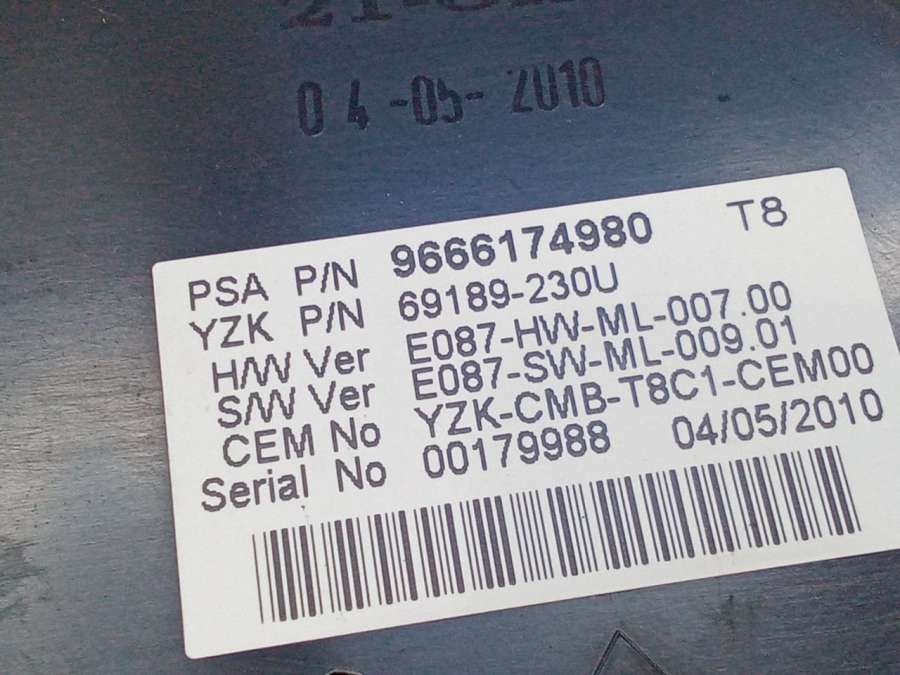 04-05-2010
T8
PSA P/N 9666174980
YZK P/N 69189-230U
H/W Ver E087-HW-ML-007.00
S/W Ver E087-SW-ML-009.01
CEM No YZK-CMB-T8C1-CEM00
Serial No 00179988 04/05/2010